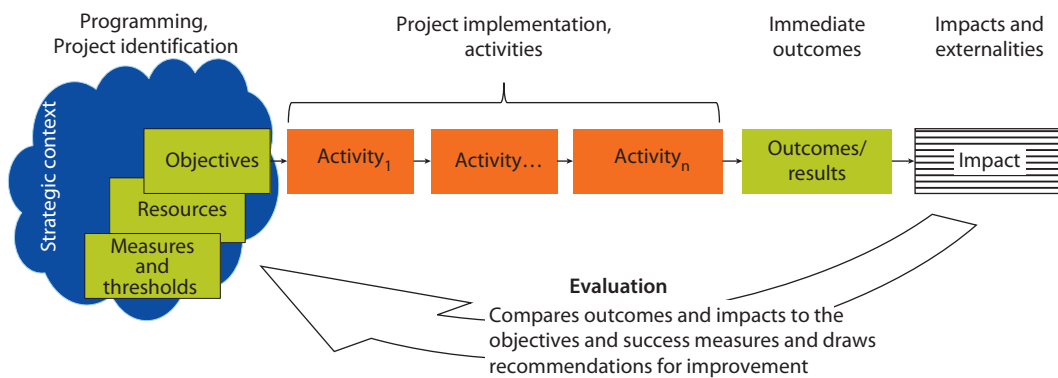 Programming,
Project identification
Project implementation,
activities
Immediate
outcomes
Impacts and
externalities
Strategic context
Objectives
Resources
Measures
and
thresholds
Activity₁
Activity…
Activityₙ
Outcomes/
results
Impact
Evaluation
Compares outcomes and impacts to the
objectives and success measures and draws
recommendations for improvement